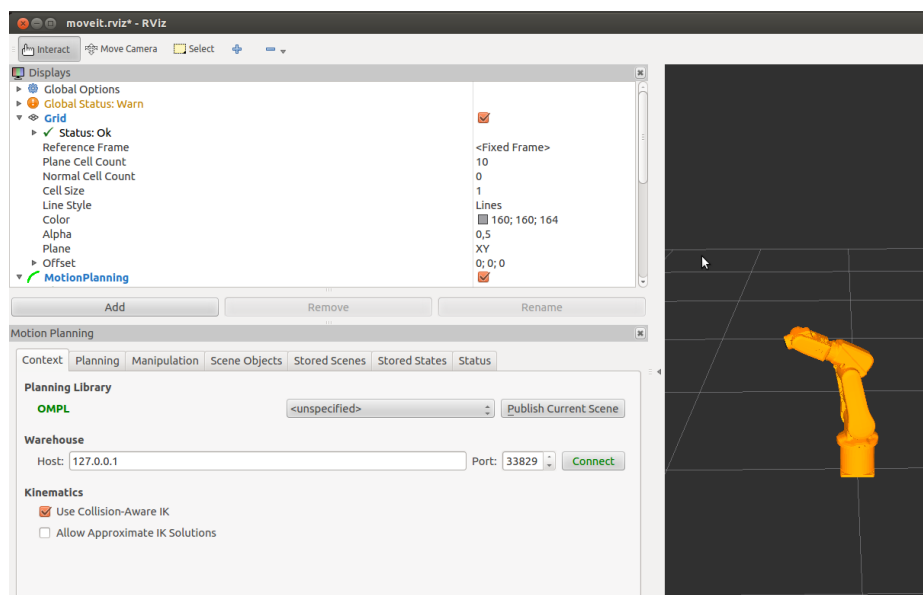 moveit.rviz* - RViz
Interact Move Camera Select
Displays
Global Options
Global Status: Warn
Grid
Status: Ok
Reference Frame <Fixed Frame>
Plane Cell Count 10
Normal Cell Count 0
Cell Size 1
Line Style Lines
Color 160; 160; 164
Alpha 0,5
Plane XY
Offset 0; 0; 0
MotionPlanning
Add Remove Rename
Motion Planning
Context Planning Manipulation Scene Objects Stored Scenes Stored States Status
Planning Library
OMPL <unspecified> Publish Current Scene
Warehouse
Host: 127.0.0.1 Port: 33829 Connect
Kinematics
Use Collision-Aware IK
Allow Approximate IK Solutions